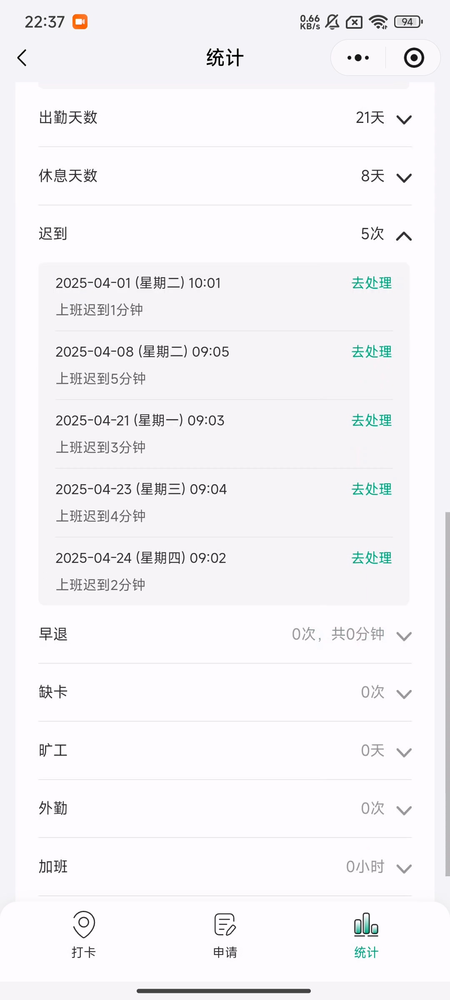 22:37
0.66
KB/s
94
统计
出勤天数
21天
休息天数
8天
迟到
5次
2025-04-01 (星期二) 10:01
去处理
上班迟到1分钟
2025-04-08 (星期二) 09:05
去处理
上班迟到5分钟
2025-04-21 (星期一) 09:03
去处理
上班迟到3分钟
2025-04-23 (星期三) 09:04
去处理
上班迟到4分钟
2025-04-24 (星期四) 09:02
去处理
上班迟到2分钟
早退
0次，共0分钟
缺卡
0次
旷工
0天
外勤
0次
加班
0小时
打卡
申请
统计